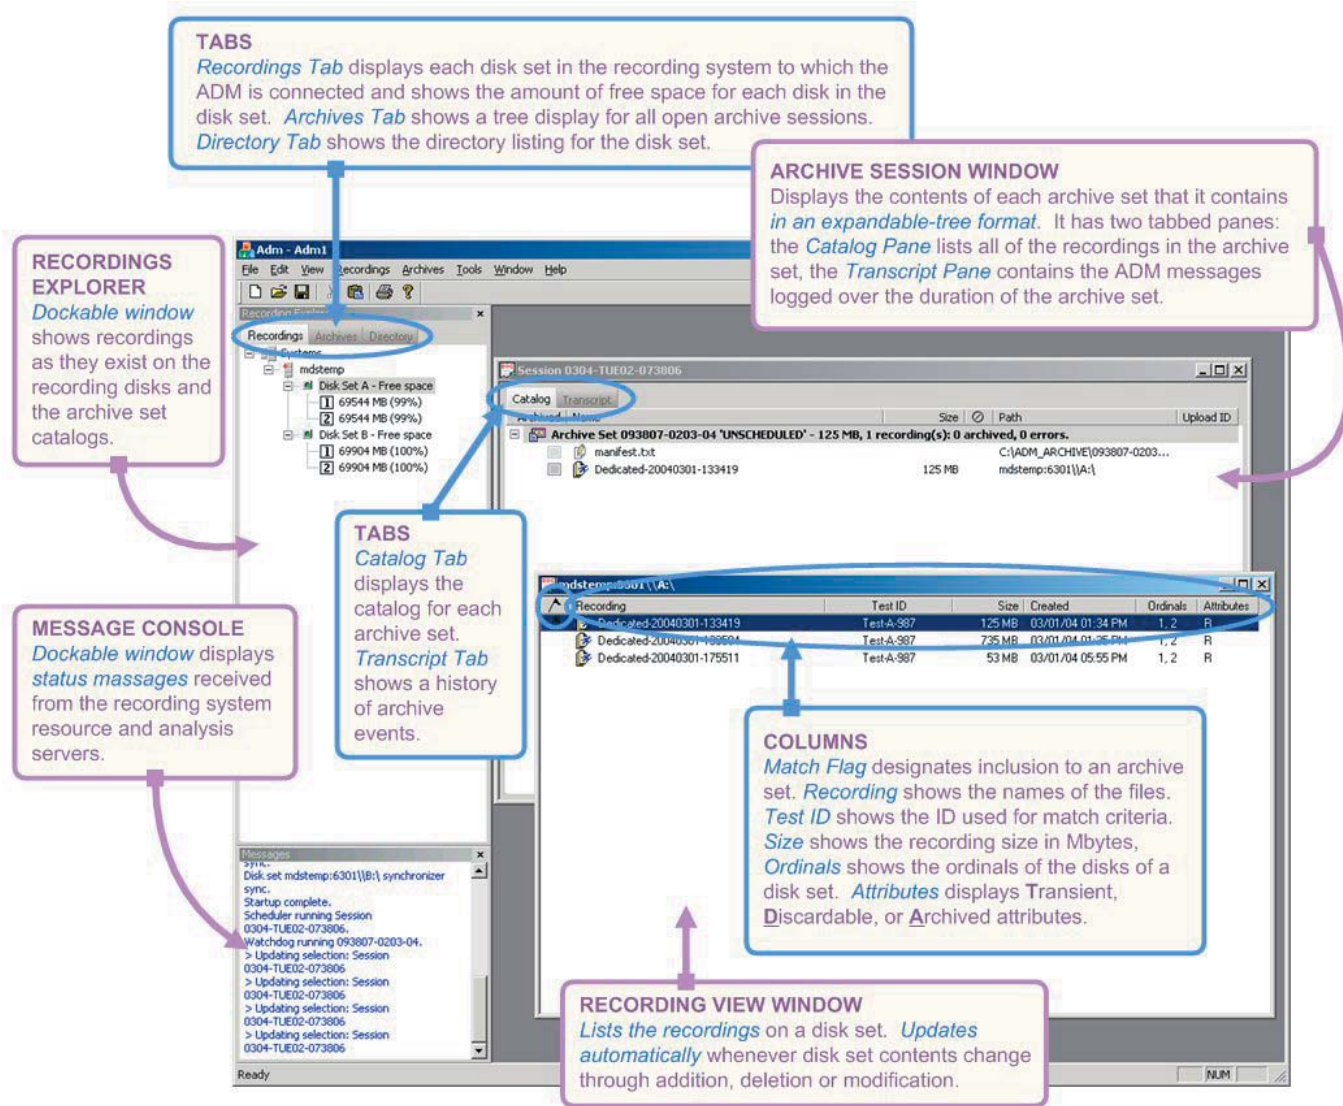 TABS
Recordings Tab displays each disk set in the recording system to which the
ADM is connected and shows the amount of free space for each disk in the
disk set. Archives Tab shows a tree display for all open archive sessions.
Directory Tab shows the directory listing for the disk set.
ARCHIVE SESSION WINDOW
Displays the contents of each archive set that it contains
in an expandable-tree format. It has two tabbed panes:
the Catalog Pane lists all of the recordings in the archive
set, the Transcript Pane contains the ADM messages
logged over the duration of the archive set.
RECORDINGS
EXPLORER
Dockable window
shows recordings
as they exist on the
recording disks and
the archive set
catalogs.
Adm - Adm1
File Edit View Recordings Archives Tools Window Help
Recording
Recordings Archives Directory
Systems
mdstemp
Disk Set A - Free space
1 69544 MB (99%)
2 69544 MB (99%)
Disk Set B - Free space
1 69904 MB (100%)
2 69904 MB (100%)
Session 0304-TUE02-073806
Catalog Transcript
Archived Name Size Path Upload ID
Archive Set 093807-0203-04 'UNSCHEDULED' - 125 MB, 1 recording(s): 0 archived, 0 errors.
manifest.txt C:\ADM_ARCHIVE\093807-0203...
Dedicated-20040301-133419 125 MB mdstemp:6301\\A:\
TABS
Catalog Tab
displays the
catalog for each
archive set.
Transcript Tab
shows a history
of archive
events.
MESSAGE CONSOLE
Dockable window displays
status massages received
from the recording system
resource and analysis
servers.
mdstemp:6301\\A:\
Recording Test ID Size Created Ordinals Attributes
Dedicated-20040301-133419 Test-A-987 125 MB 03/01/04 01:34 PM 1, 2 R
Test-A-987 735 MB 03/01/04 01:35 PM 1, 2 R
Dedicated-20040301-175511 Test-A-987 53 MB 03/01/04 05:55 PM 1, 2 R
COLUMNS
Match Flag designates inclusion to an archive
set. Recording shows the names of the files.
Test ID shows the ID used for match criteria.
Size shows the recording size in Mbytes,
Ordinals shows the ordinals of the disks of a
disk set. Attributes displays Transient,
Discardable, or Archived attributes.
Messages
sync.
Disk set mdstemp:6301\\B:\ synchronizer
sync.
Startup complete.
Scheduler running Session
0304-TUE02-073806.
Watchdog running 093807-0203-04.
> Updating selection: Session
0304-TUE02-073806
> Updating selection: Session
0304-TUE02-073806
> Updating selection: Session
0304-TUE02-073806
> Updating selection: Session
0304-TUE02-073806
RECORDING VIEW WINDOW
Lists the recordings on a disk set. Updates
automatically whenever disk set contents change
through addition, deletion or modification.
Ready NUM